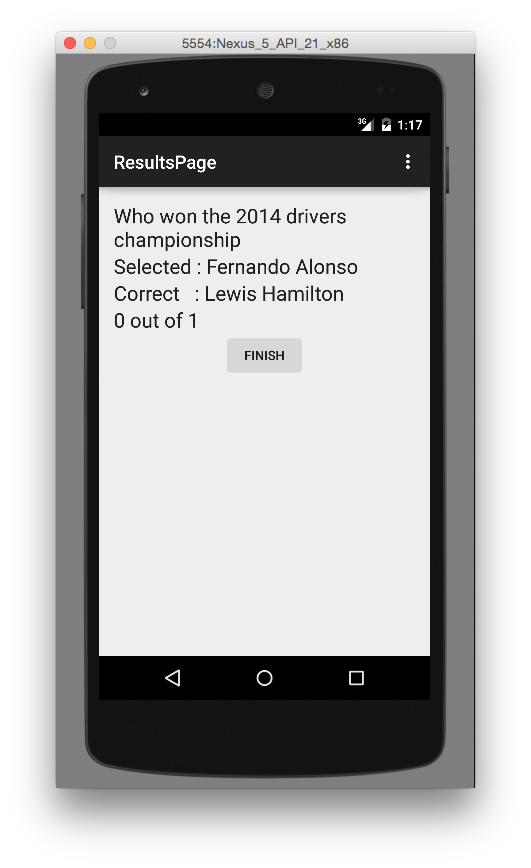 5554:Nexus_5_API_21_x86
3G 1:17
ResultsPage
Who won the 2014 drivers
championship
Selected : Fernando Alonso
Correct   : Lewis Hamilton
0 out of 1
FINISH